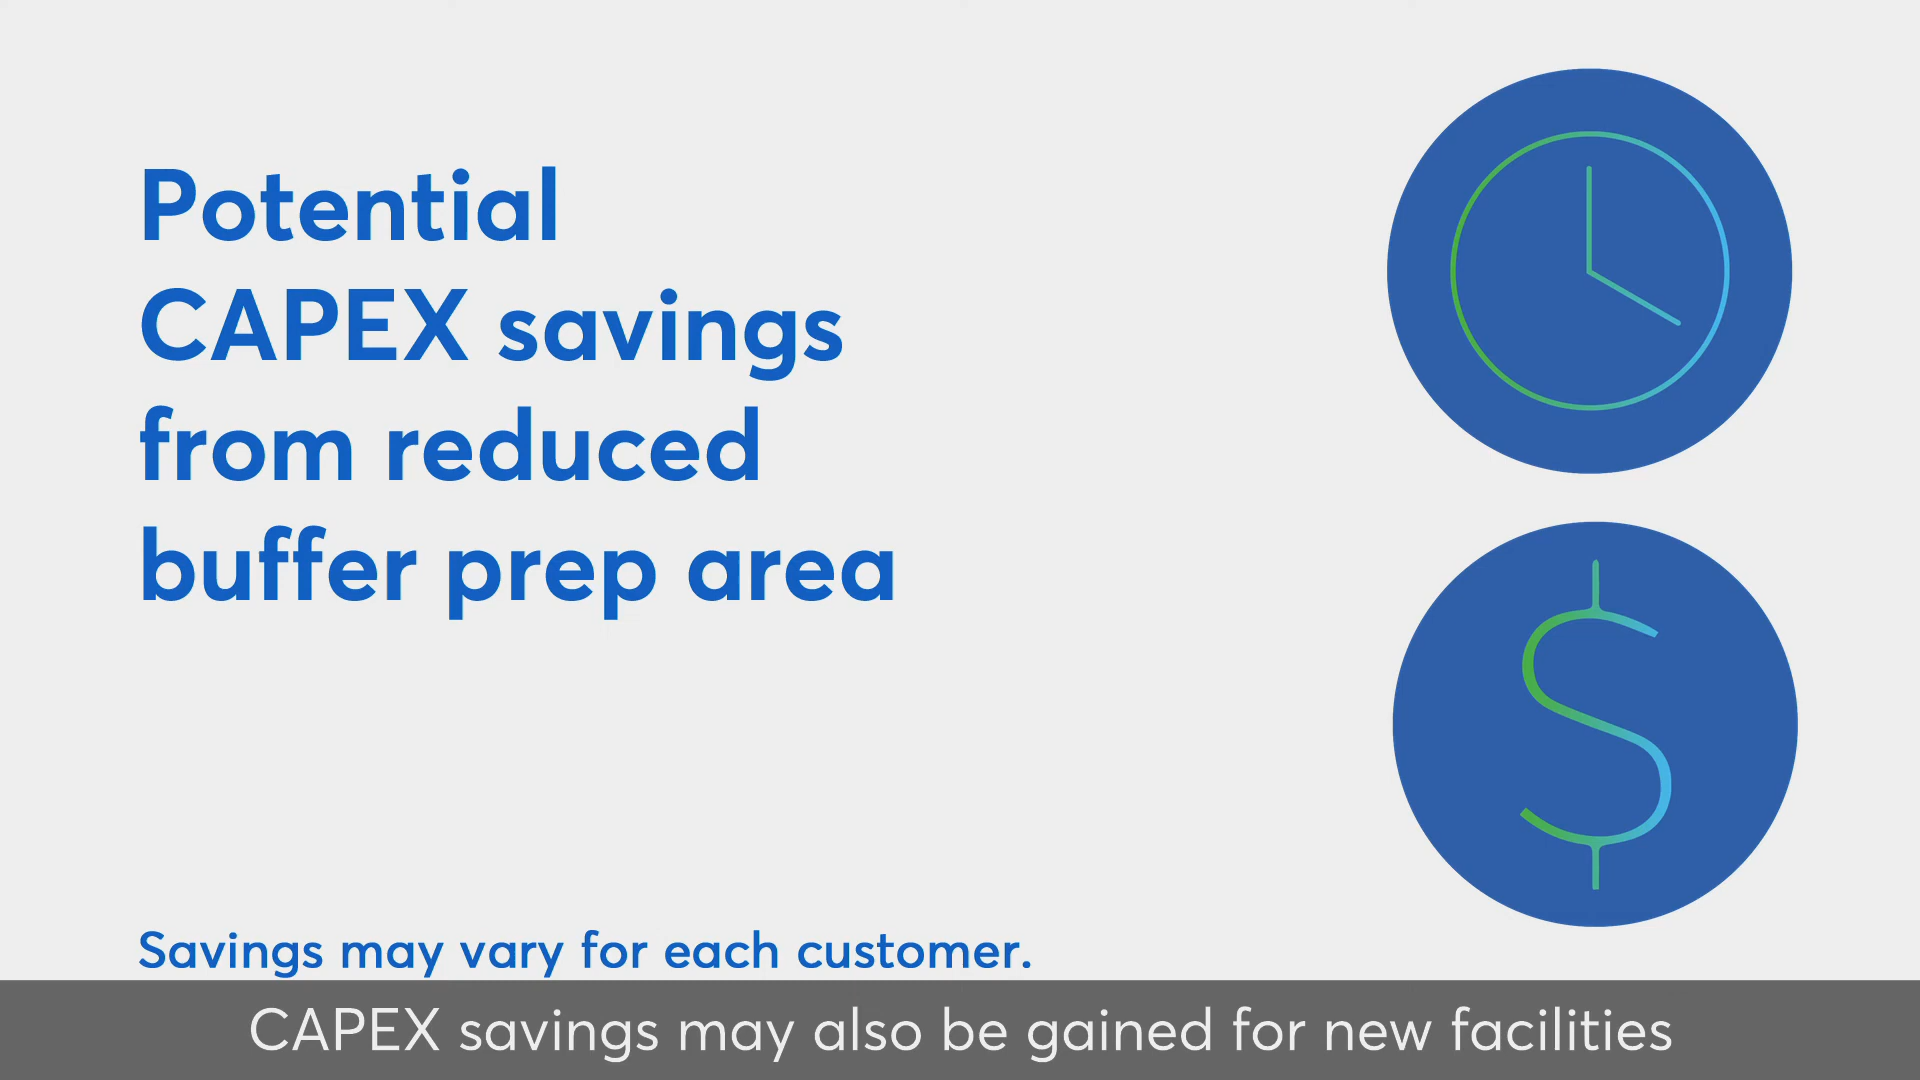 Potential
CAPEX savings
from reduced
buffer prep area
$
Savings may vary for each customer.
CAPEX savings may also be gained for new facilities